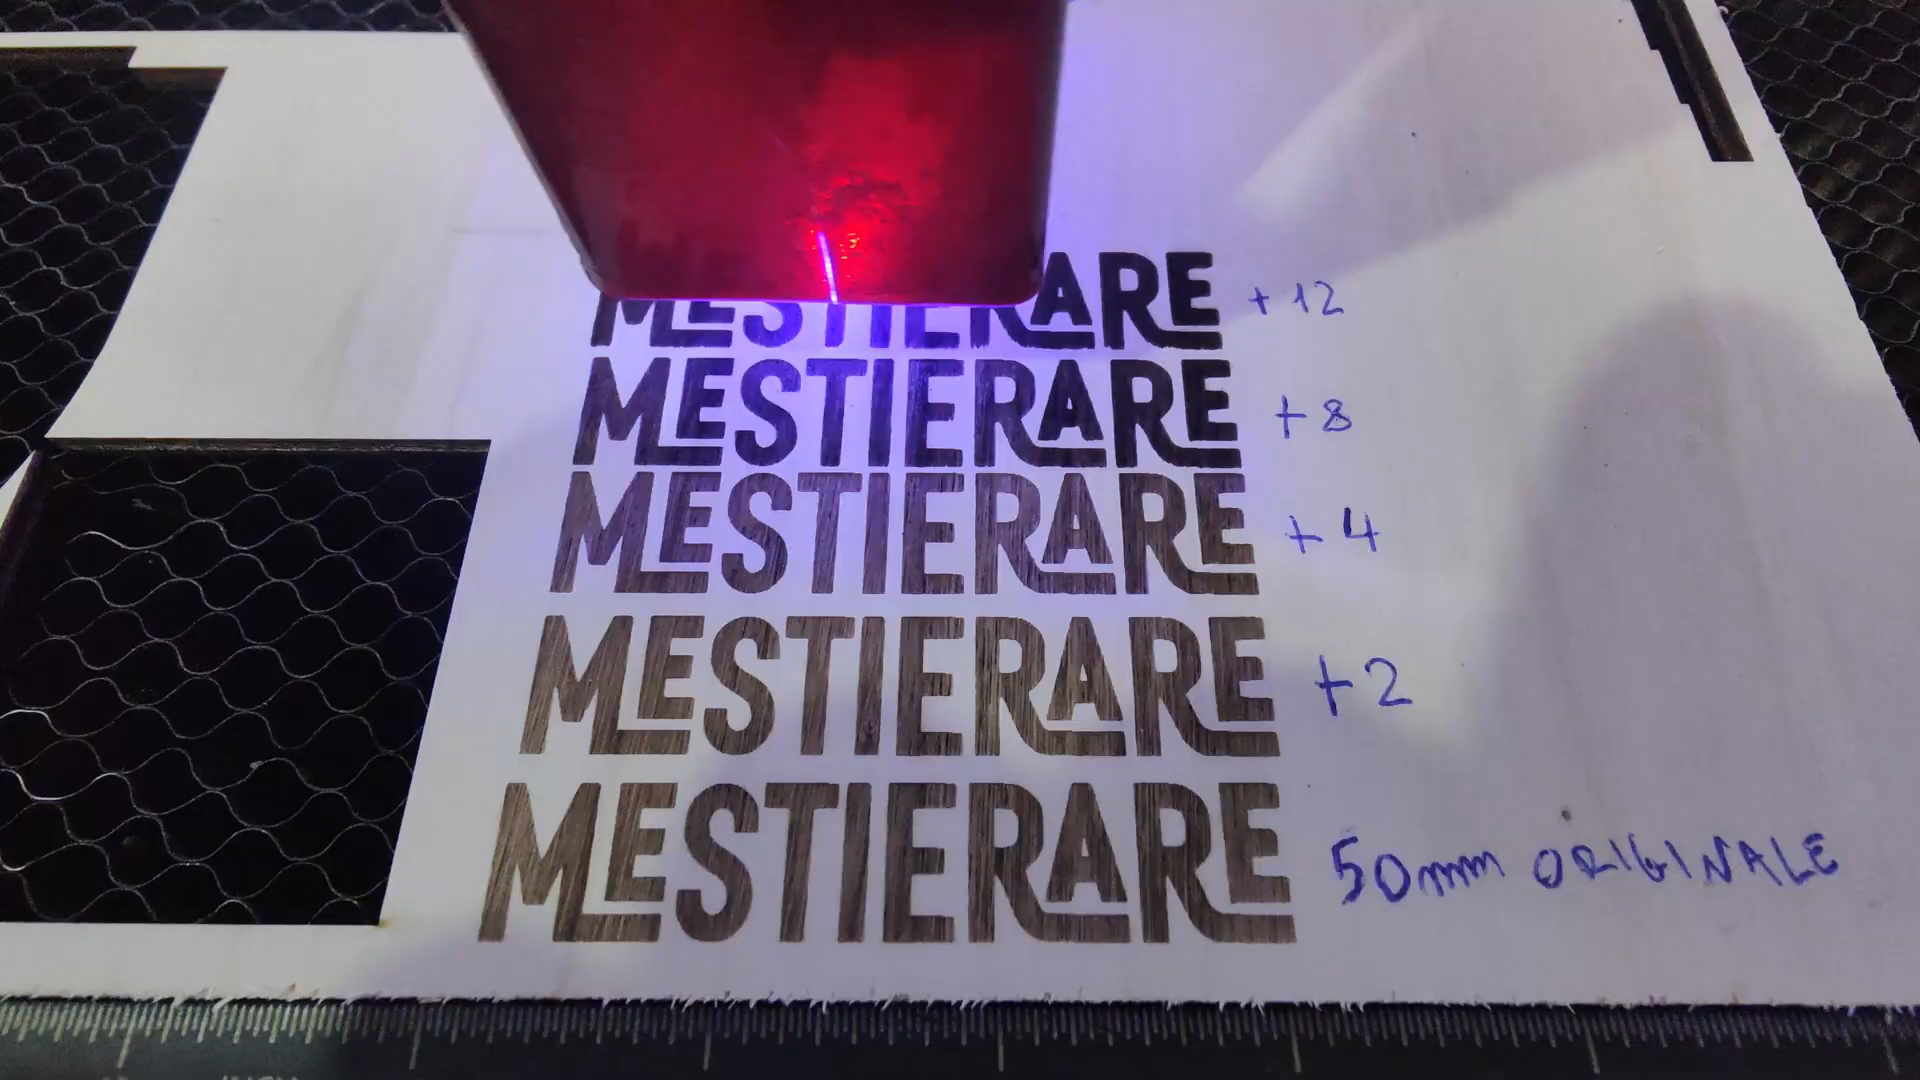 MESTIERARE +12
MESTIERARE +8
MESTIERARE +4
MESTIERARE +2
MESTIERARE 50mm ORIGINALE